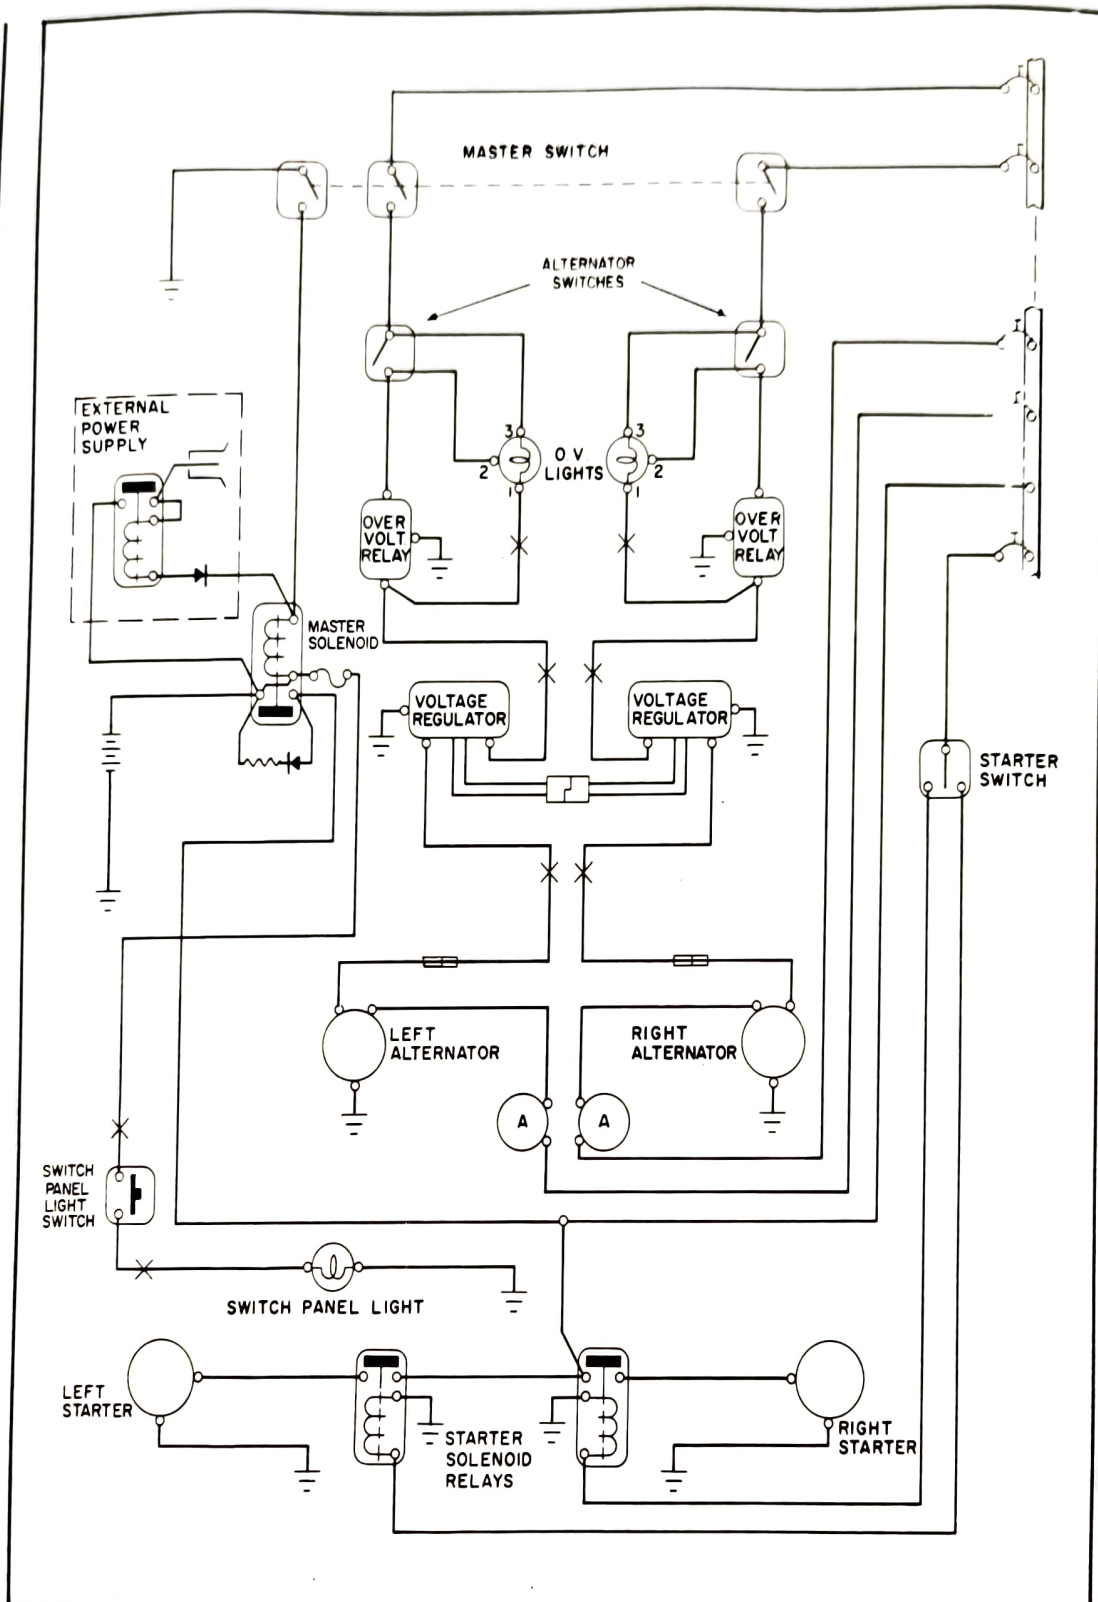 MASTER SWITCH
ALTERNATOR
SWITCHES
EXTERNAL
POWER
SUPPLY
3
3
2
O.V.
LIGHTS
2
1
1
OVER
VOLT
RELAY
OVER
VOLT
RELAY
MASTER
SOLENOID
VOLTAGE
REGULATOR
VOLTAGE
REGULATOR
STARTER
SWITCH
LEFT
ALTERNATOR
RIGHT
ALTERNATOR
A
A
SWITCH
PANEL
LIGHT
SWITCH
SWITCH PANEL LIGHT
LEFT
STARTER
STARTER
SOLENOID
RELAYS
RIGHT
STARTER